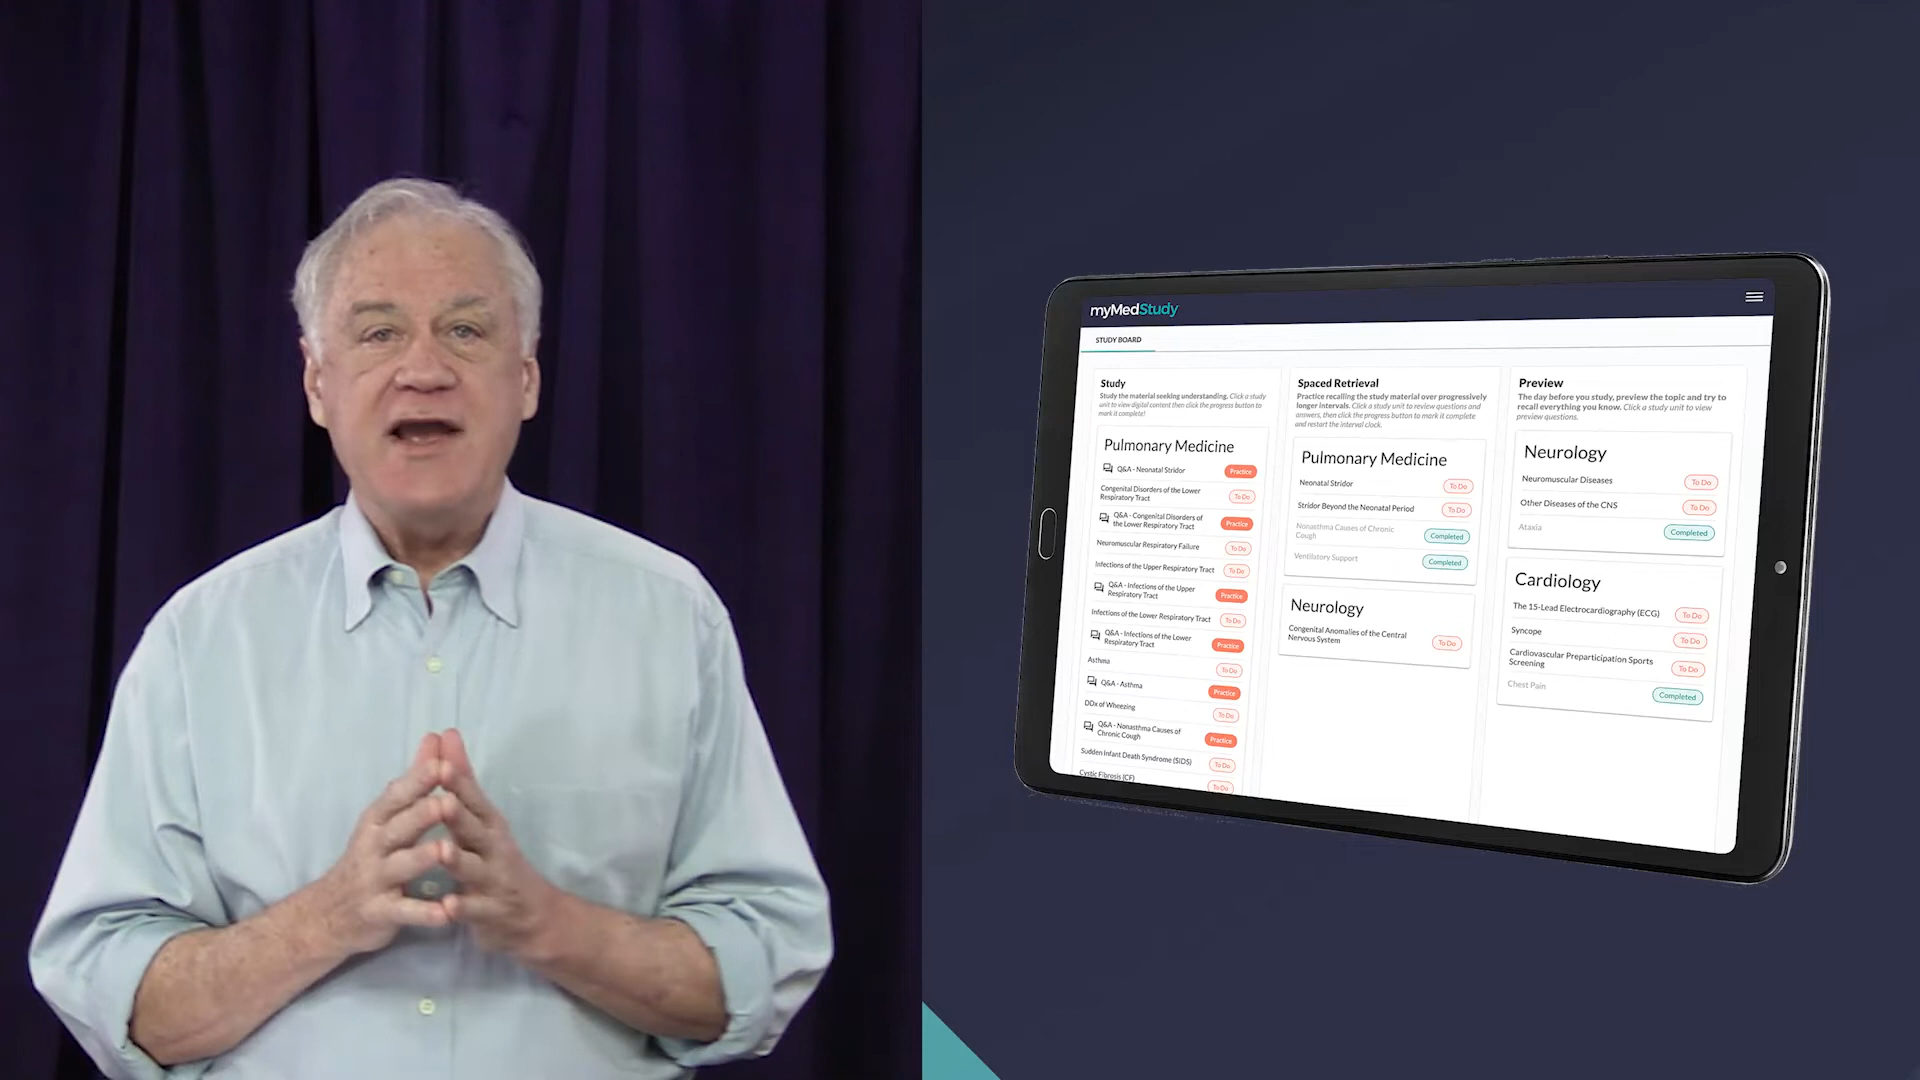 myMedStudy
STUDY BOARD
Study
Study the material seeking understanding. Click a study
unit to view digital content then click the progress button to
mark it complete!
Pulmonary Medicine
Q&A - Neonatal Stridor
Practice
Congenital Disorders of the Lower
Respiratory Tract
To Do
Q&A - Congenital Disorders of
the Lower Respiratory Tract
Practice
Neuromuscular Respiratory Failure
To Do
Infections of the Upper Respiratory Tract
To Do
Q&A - Infections of the Upper
Respiratory Tract
Practice
Infections of the Lower Respiratory Tract
To Do
Q&A - Infections of the Lower
Respiratory Tract
Practice
Asthma
To Do
Q&A - Asthma
Practice
DDx of Wheezing
To Do
Q&A - Nonasthma Causes of
Chronic Cough
Practice
Sudden Infant Death Syndrome (SIDS)
To Do
Cystic Fibrosis (CF)
To Do
Spaced Retrieval
Practice recalling the study material over progressively
longer intervals. Click a study unit to review questions and
answers, then click the progress button to mark it complete
and restart the interval clock.
Pulmonary Medicine
Neonatal Stridor
To Do
Stridor Beyond the Neonatal Period
To Do
Nonasthma Causes of Chronic
Cough
Completed
Ventilatory Support
Completed
Neurology
Congenital Anomalies of the Central
Nervous System
To Do
Preview
The day before you study, preview the topic and try to
recall everything you know. Click a study unit to view
preview questions.
Neurology
Neuromuscular Diseases
To Do
Other Diseases of the CNS
To Do
Ataxia
Completed
Cardiology
The 15-Lead Electrocardiography (ECG)
To Do
Syncope
To Do
Cardiovascular Preparticipation Sports
Screening
To Do
Chest Pain
Completed